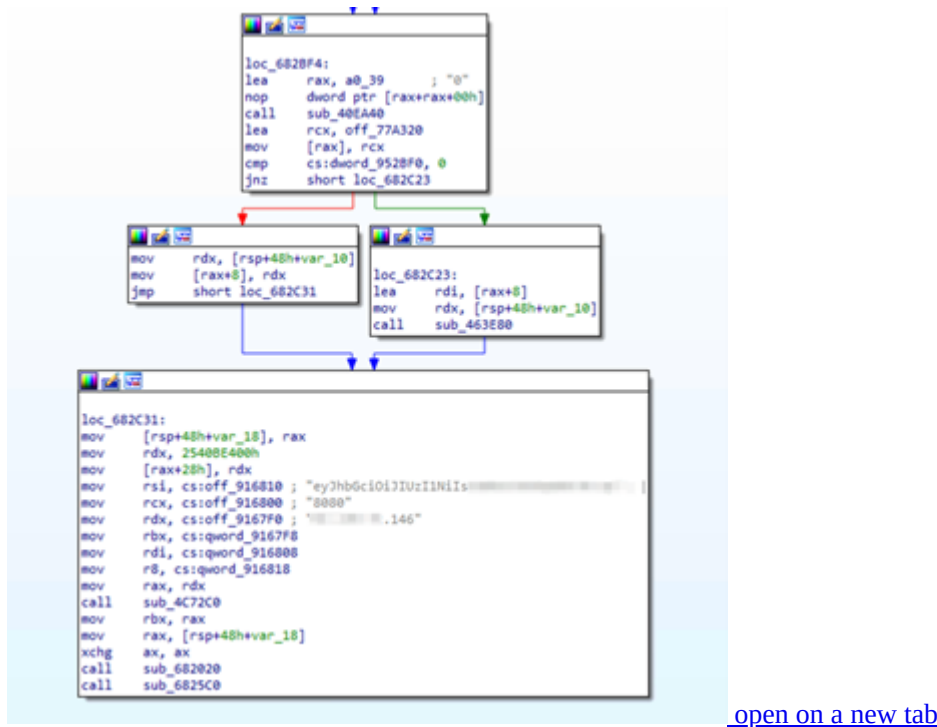 loc_682BF4:
lea rax, a0_39 ; "0"
nop dword ptr [rax+rax+00h]
call sub_40EA40
lea rcx, off_77A320
mov [rax], rcx
cmp cs:dword_952BF0, 0
jnz short loc_682C23
mov rdx, [rsp+48h+var_10]
mov [rax+8], rdx
jmp short loc_682C31
loc_682C23:
lea rdi, [rax+8]
mov rdx, [rsp+48h+var_10]
call sub_463E80
loc_682C31:
mov [rsp+48h+var_18], rax
mov rdx, 2540BE400h
mov [rax+28h], rdx
mov rsi, cs:off_916810 ; "eyJhbGciOiJIUzI1NiIs
mov rcx, cs:off_916800 ; "8080"
mov rdx, cs:off_9167F0 ; " .146"
mov rbx, cs:qword_9167F8
mov rdi, cs:qword_916808
mov r8, cs:qword_916818
mov rax, rdx
call sub_4C72C0
mov rbx, rax
mov rax, [rsp+48h+var_18]
xchg ax, ax
call sub_682020
call sub_6825C0
open on a new tab